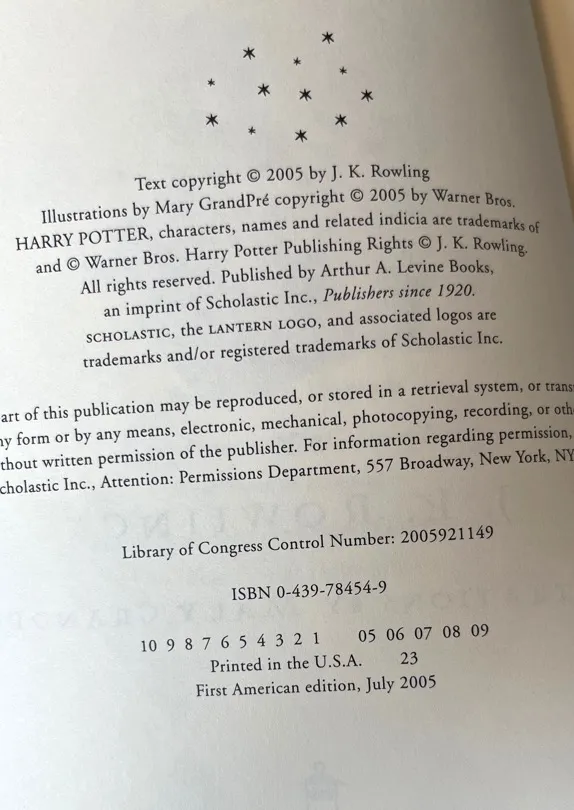 Text copyright © 2005 by J. K. Rowling
Illustrations by Mary GrandPré copyright © 2005 by Warner Bros.
HARRY POTTER, characters, names and related indicia are trademarks of
and © Warner Bros. Harry Potter Publishing Rights © J. K. Rowling.
All rights reserved. Published by Arthur A. Levine Books,
an imprint of Scholastic Inc., Publishers since 1920.
SCHOLASTIC, the LANTERN LOGO, and associated logos are
trademarks and/or registered trademarks of Scholastic Inc.
art of this publication may be reproduced, or stored in a retrieval system, or trans
ny form or by any means, electronic, mechanical, photocopying, recording, or oth
thout written permission of the publisher. For information regarding permission,
cholastic Inc., Attention: Permissions Department, 557 Broadway, New York, NY
Library of Congress Control Number: 2005921149
ISBN 0-439-78454-9
10 9 8 7 6 5 4 3 2 1 05 06 07 08 09
Printed in the U.S.A. 23
First American edition, July 2005